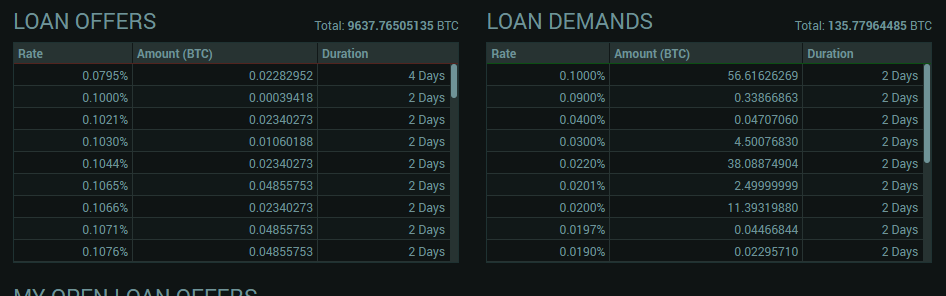 LOAN OFFERS Total: 9637.76505135 BTC
Rate Amount (BTC) Duration
0.0795% 0.02282952 4 Days
0.1000% 0.00039418 2 Days
0.1021% 0.02340273 2 Days
0.1030% 0.01060188 2 Days
0.1044% 0.02340273 2 Days
0.1065% 0.04855753 2 Days
0.1066% 0.02340273 2 Days
0.1071% 0.04855753 2 Days
0.1076% 0.04855753 2 Days
LOAN DEMANDS Total: 135.77964485 BTC
Rate Amount (BTC) Duration
0.1000% 56.61626269 2 Days
0.0900% 0.33866863 2 Days
0.0400% 0.04707060 2 Days
0.0300% 4.50076830 2 Days
0.0220% 38.08874904 2 Days
0.0201% 2.49999999 2 Days
0.0200% 11.39319880 2 Days
0.0197% 0.04466844 2 Days
0.0190% 0.02295710 2 Days
MY OPEN LOAN OFFERS